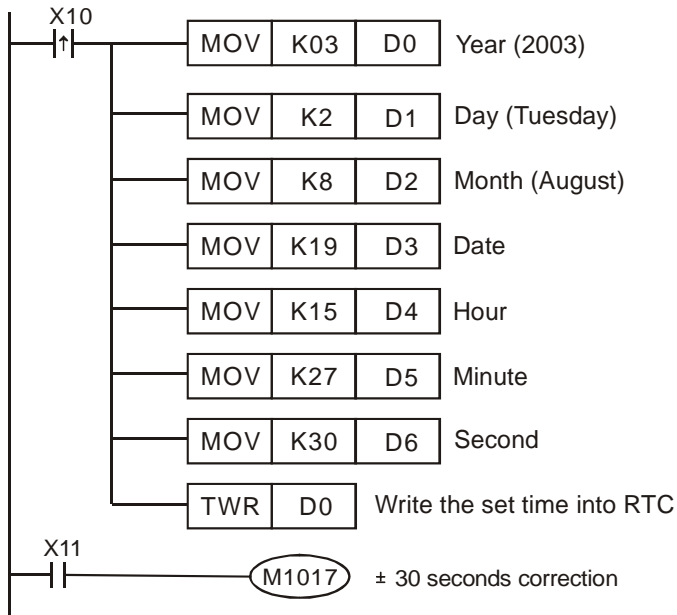 X10
MOV K03 D0 Year (2003)
MOV K2 D1 Day (Tuesday)
MOV K8 D2 Month (August)
MOV K19 D3 Date
MOV K15 D4 Hour
MOV K27 D5 Minute
MOV K30 D6 Second
TWR D0 Write the set time into RTC
X11
M1017 ± 30 seconds correction